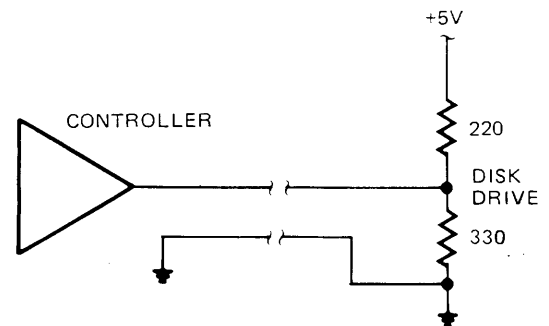 +5V
CONTROLLER
220
DISK
DRIVE
330